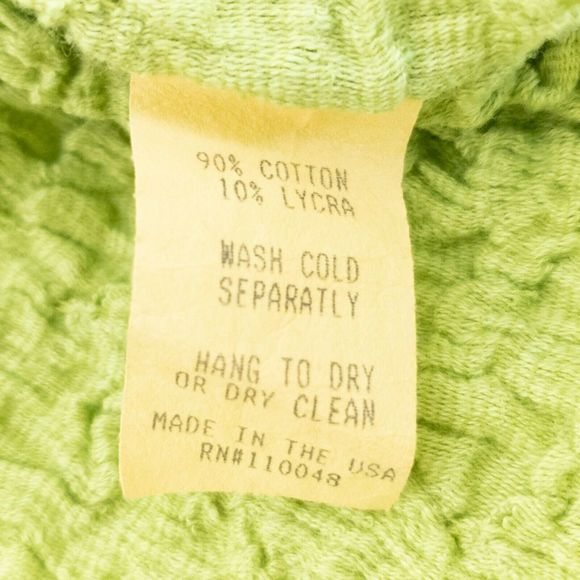 90% COTTON
10% LYCRA
WASH COLD
SEPARATLY
HANG TO DRY
OR DRY CLEAN
MADE IN THE USA
RN#110048